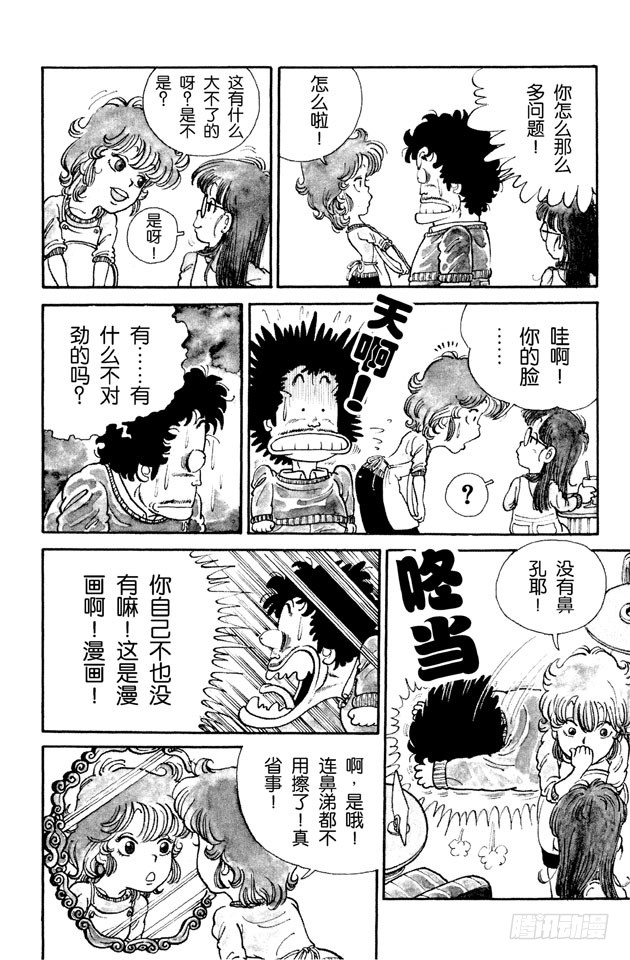 你怎么那么
多问题！
怎么啦！
这有什么
大不了的
呀？是不
是？
是呀！
哇啊！
你的脸
……
？
天啊！
有……有
什么不对
劲的吗？
没有鼻
孔耶！
咚当
你自己不也没
有嘛！这是漫
画啊！漫画！
啊，是哦！
连鼻涕都不
用擦了！真
省事！
腾讯动漫